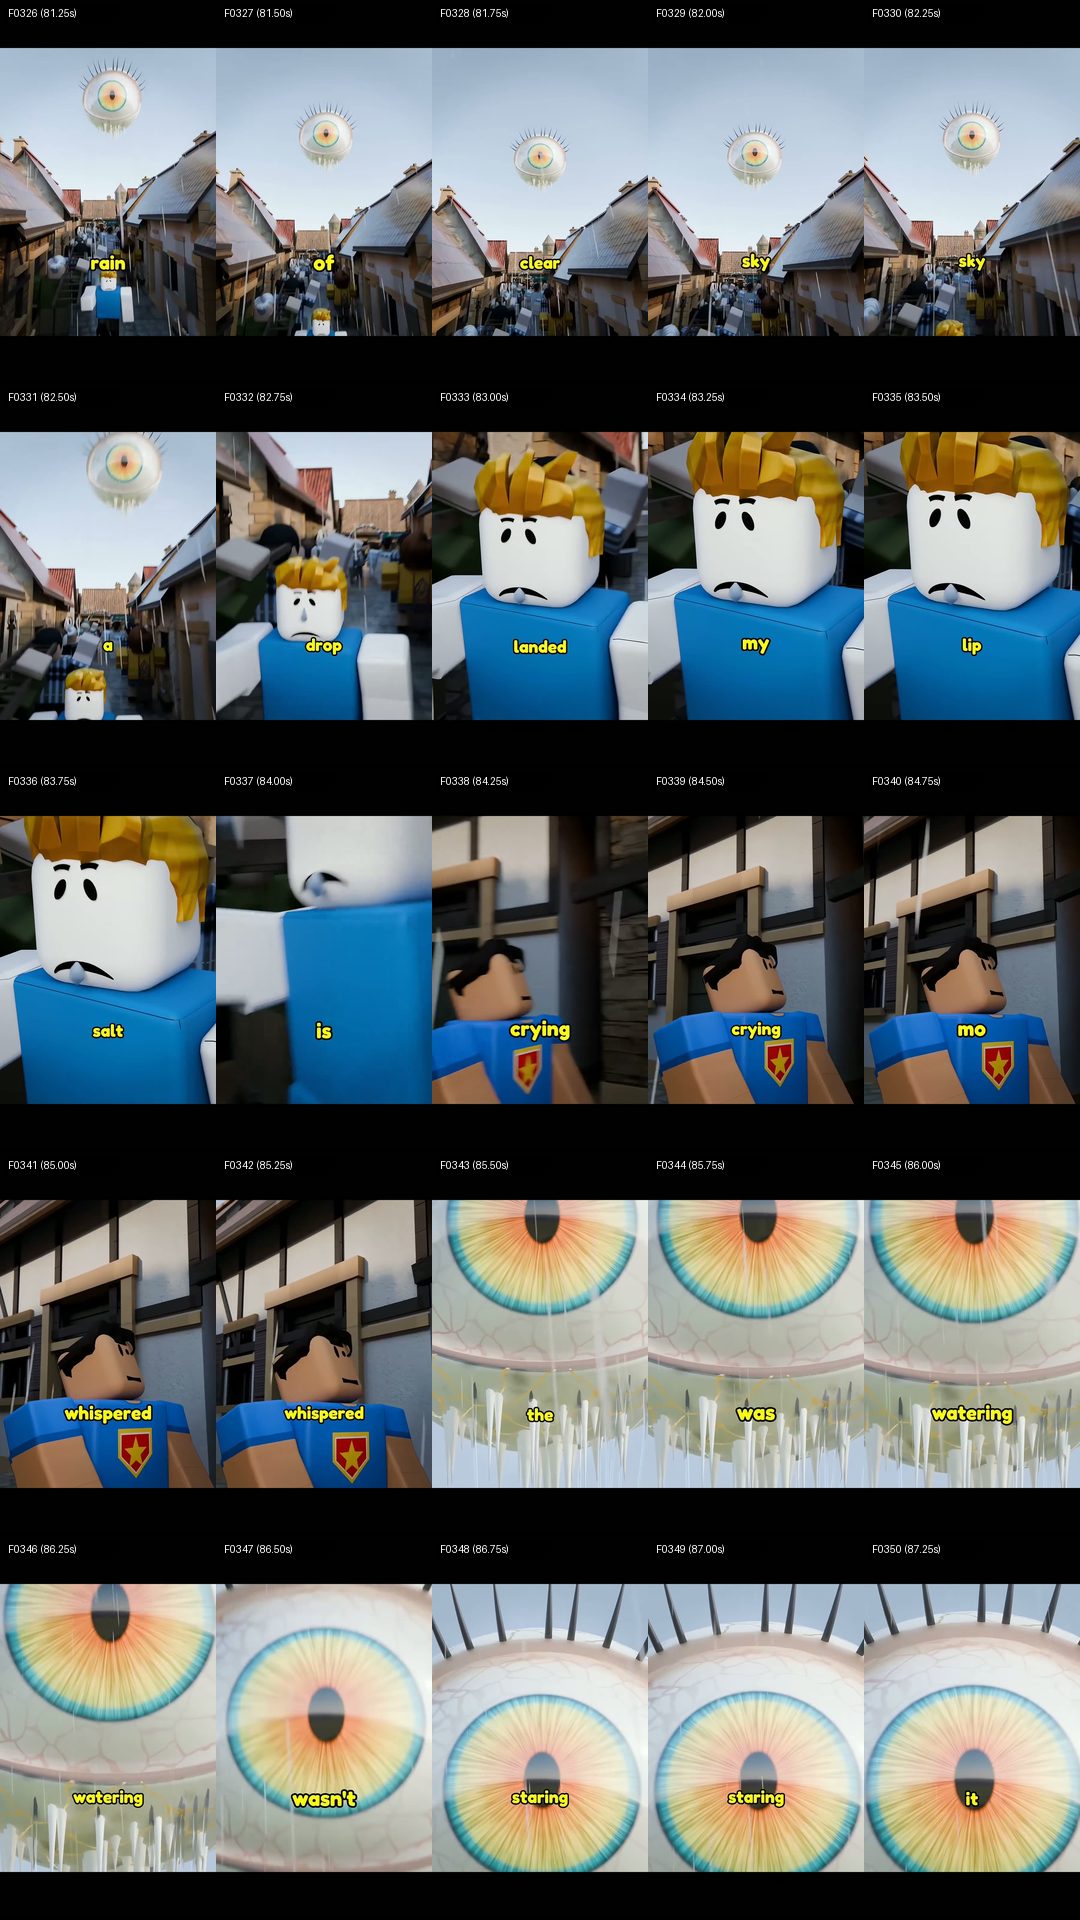 F0326 (81.25s) F0327 (81.50s) F0328 (81.75s) F0329 (82.00s) F0330 (82.25s)
rain of clear sky sky
F0331 (82.50s) F0332 (82.75s) F0333 (83.00s) F0334 (83.25s) F0335 (83.50s)
a drop landed my lip
F0336 (83.75s) F0337 (84.00s) F0338 (84.25s) F0339 (84.50s) F0340 (84.75s)
salt is crying crying mo
F0341 (85.00s) F0342 (85.25s) F0343 (85.50s) F0344 (85.75s) F0345 (86.00s)
whispered whispered the was watering
F0346 (86.25s) F0347 (86.50s) F0348 (86.75s) F0349 (87.00s) F0350 (87.25s)
watering wasn't staring staring it